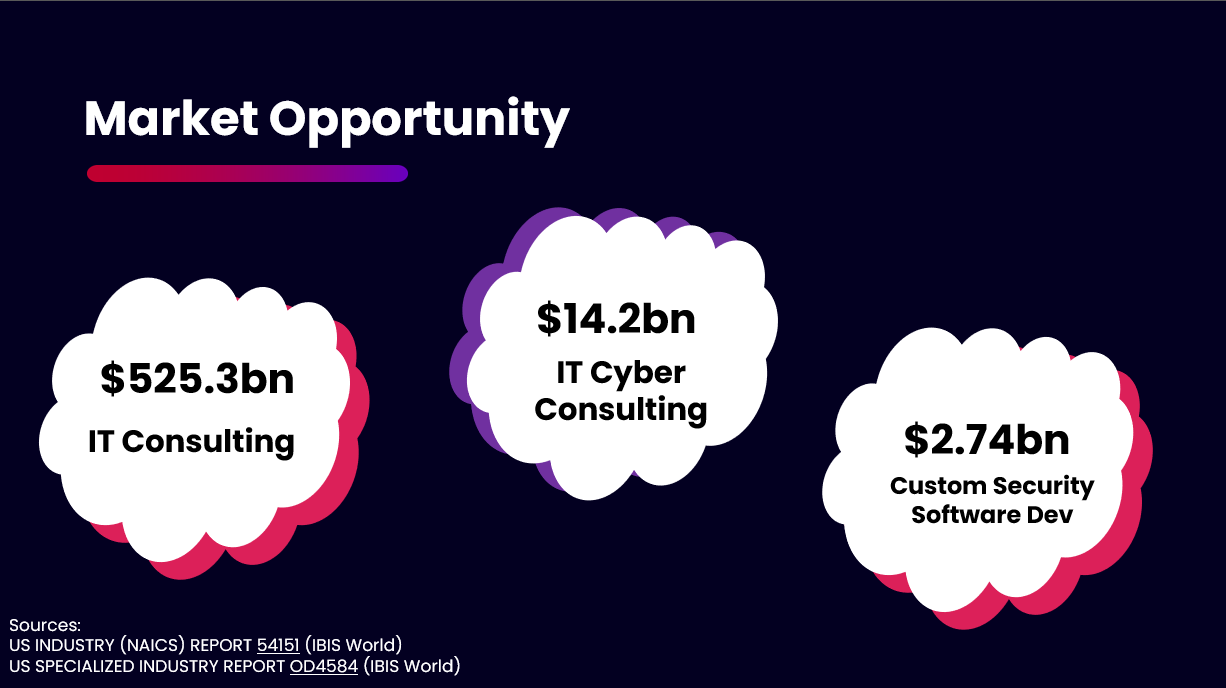 Market Opportunity
$525.3bn
IT Consulting
$14.2bn
IT Cyber
Consulting
$2.74bn
Custom Security
Software Dev
Sources:
US INDUSTRY (NAICS) REPORT 54151 (IBIS World)
US SPECIALIZED INDUSTRY REPORT OD4584 (IBIS World)